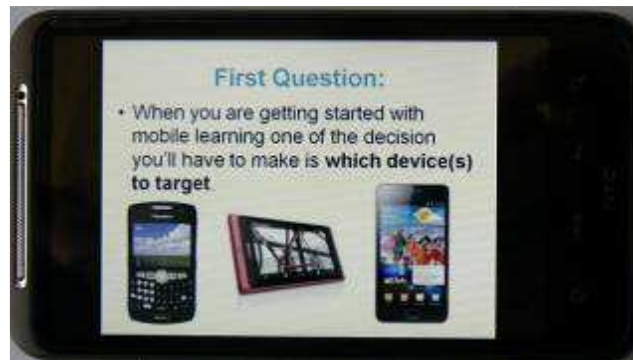 First Question:
• When you are getting started with
mobile learning one of the decision
you'll have to make is which device(s)
to target
hTC